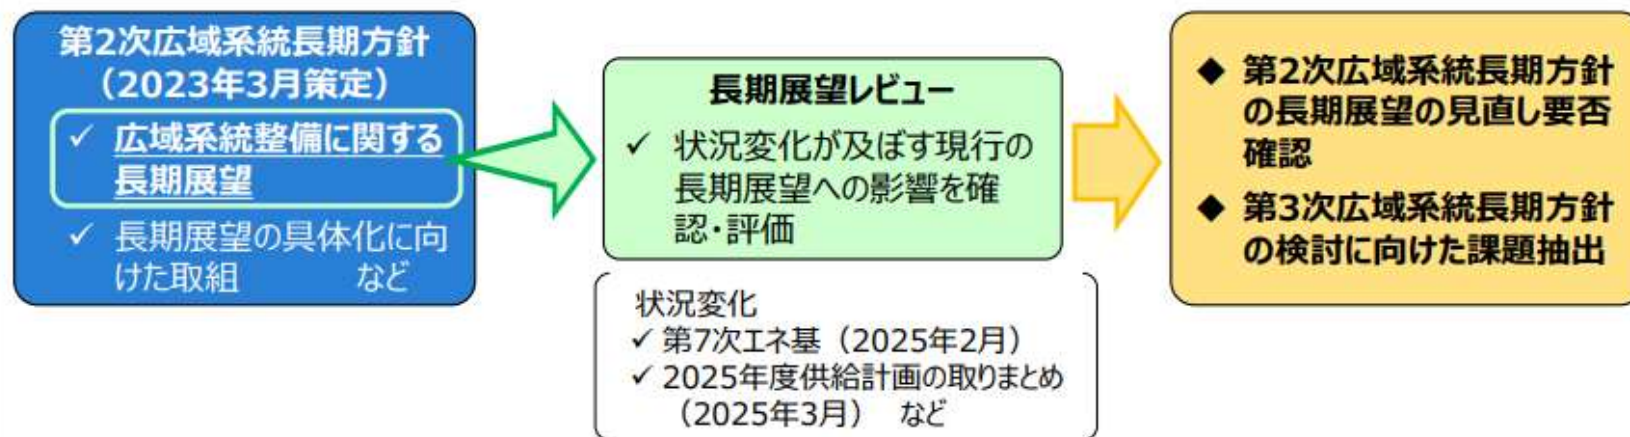 第2次広域系統長期方針
（2023年3月策定）
✓ 広域系統整備に関する
長期展望
✓ 長期展望の具体化に向
けた取組　　　など
長期展望レビュー
✓ 状況変化が及ぼす現行の
長期展望への影響を確
認・評価
状況変化
✓ 第7次エネ基（2025年2月）
✓ 2025年度供給計画の取りまとめ
（2025年3月）　など
◆ 第2次広域系統長期方針
の長期展望の見直し要否
確認
◆ 第3次広域系統長期方針
の検討に向けた課題抽出